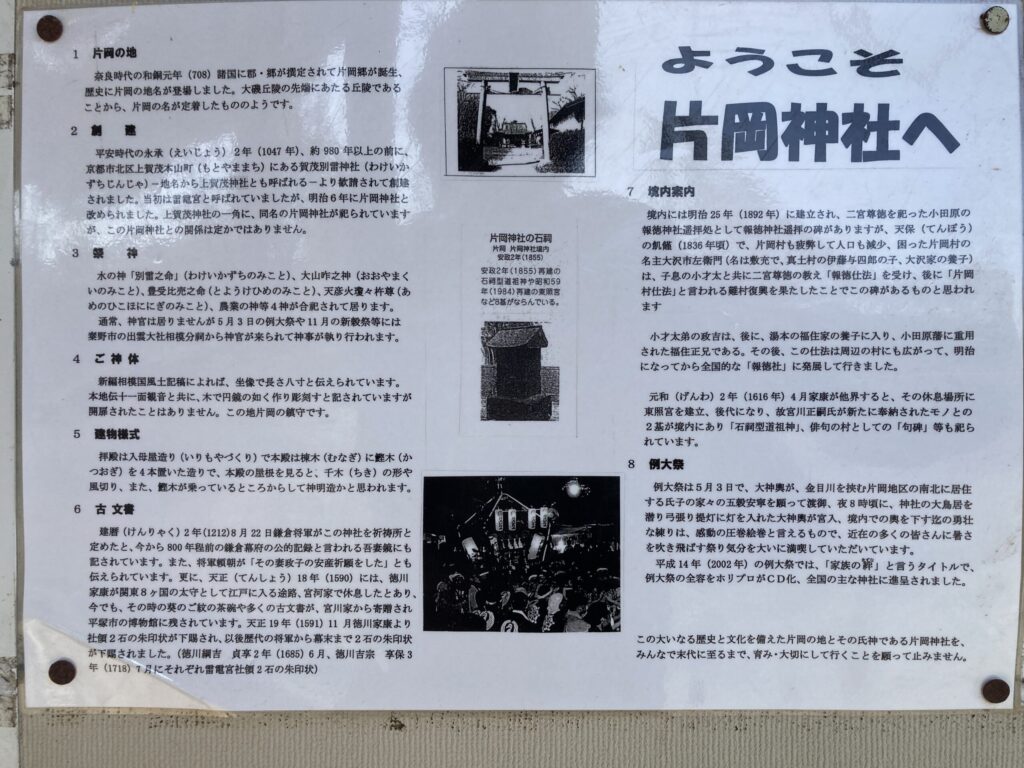 1 片岡の地
奈良時代の和銅元年(708)諸国に郡・郷が撰定されて片岡郷が誕生、
歴史に片岡の地名が登場しました。大磯丘陵の先端にあたる丘陵である
ことから、片岡の名が定着したもののようです。
2 創 建
平安時代の永承(えいじょう)2年(1047年)、約980年以上の前に、
京都市北区上賀茂本山町(もとやままち)にある賀茂別雷神社(わけいか
ずちじんじゃ)-地名から上賀茂神社とも呼ばれる-より歓請されて創建
されました。当初は雷電宮と呼ばれていましたが、明治6年に片岡神社と
改められました。上賀茂神社の一角に、同名の片岡神社が祀られています
が、この片岡神社との関係は定かではありません。
3 祭 神
水の神「別雷之命」(わけいかずちのみこと)、大山咋之神(おおやまく
いのみこと)、豊受比売之命(とようけひめのみこと)、天彦火瓊々杵尊(あ
めのひこほににぎのみこと)、農業の神等4神が合祀されて居ります。
通常、神官は居りませんが5月3日の例大祭や11月の新穀祭等には
秦野市の出雲大社相模分祠から神官が来られて神事が執り行われます。
4 ご神体
新編相模国風土記稿によれば、坐像で長さ八寸と伝えられています。
本地伝十一面観音と共に、木で円鏡の如く作り彫刻すと記されていますが
開扉されたことはありません。この地片岡の鎮守です。
5 建物様式
拝殿は入母屋造り(いりもやづくり)で本殿は棟木(むなぎ)に鰹木(か
つおぎ)を4本置いた造りで、本殿の屋根を見ると、千木(ちき)の形や
風切り、また、鰹木が乗っているところからして神明造かと思われます。
6 古文書
建暦(けんりゃく)2年(1212)8月22日鎌倉将軍がこの神社を祈祷所と
定めたと、今から800年程前の鎌倉幕府の公的記録と言われる吾妻鏡にも
記されています。また、将軍頼朝が「その妻政子の安産祈願をした」とも
伝えられています。更に、天正(てんしょう)18年(1590)には、徳川
家康が関東8ヶ国の太守として江戸に入る途路、宮河家で休息したとあり、
今でも、その時の葵のご紋の茶碗や多くの古文書が、宮川家から寄贈され
平塚市の博物館に残されています。天正19年(1591)11月徳川家康より
社領2石の朱印状が下賜され、以後歴代の将軍から幕末まで2石の朱印状
が下賜されました。(徳川綱吉 貞享2年(1685)6月、徳川吉宗 享保3
年(1718)7月にそれぞれ雷電宮社領2石の朱印状)
片岡神社の石祠
片岡 片岡神社境内
安政2年(1855)
安政2年(1855)再建の
石祠型道祖神や昭和59
年(1984)再建の東照宮
など8基がならんでいる。
ようこそ
片岡神社へ
7 境内案内
境内には明治25年(1892年)に建立され、二宮尊徳を祀った小田原の
報徳神社遥拝処として報徳神社遥拝の碑がありますが、天保(てんぽう)
の飢饉(1836年頃)で、片岡村も疲弊して人口も減少、困った片岡村の
名主大沢市左衛門(名は敷充で、真土村の伊藤与四郎の子、大沢家の養子)
は、子息の小才太と共に二宮尊徳の教え「報徳仕法」を受け、後に「片岡
村仕法」と言われる難村復興を果たしたことでこの碑があるものと思われ
ます
小才太弟の政吉は、後に、湯本の福住家の養子に入り、小田原藩に重用
された福住正兄である。その後、この仕法は周辺の村にも広がって、明治
になってから全国的な「報徳社」に発展して行きました。
元和(げんわ)2年(1616年)4月家康が他界すると、その休息場所に
東照宮を建立、後代になり、故宮川正嗣氏が新たに奉納されたモノとの
2基が境内にあり「石祠型道祖神」、俳句の村としての「句碑」等も祀ら
れています。
8 例大祭
例大祭は5月3日で、大神輿が、金目川を挟む片岡地区の南北に居住
する氏子の家々の五穀安寧を願って渡御、夜8時頃に、神社の大鳥居を
潜り弓張り提灯に灯を入れた大神輿が宮入、境内での輿を下す迄の勇壮
な練りは、感動の圧巻絵巻と言えるもので、近在の多くの皆さんに暑さ
を吹き飛ばす祭り気分を大いに満喫していただいています。
平成14年(2002年)の例大祭では、「家族の絆」と言うタイトルで、
例大祭の全容をホリプロがCD化、全国の主な神社に進呈されました。
この大いなる歴史と文化を備えた片岡の地とその氏神である片岡神社を、
みんなで末代に至るまで、育み・大切にして行くことを願って止みません。